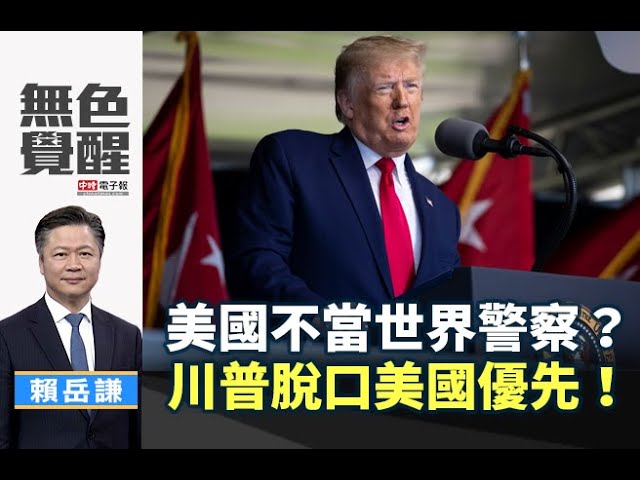 無色
覺醒
中時電子報
賴岳謙
美國不當世界警察？
川普脫口美國優先！